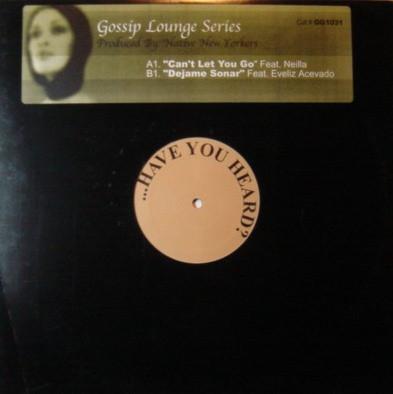 Gossip Lounge Series
Cat # GG1031
Produced By Native New Yorkers
A1. "Can't Let You Go" Feat. Neilla
B1. "Dejame Sonar" Feat. Eveliz Acevado
...HAVE YOU HEARD?